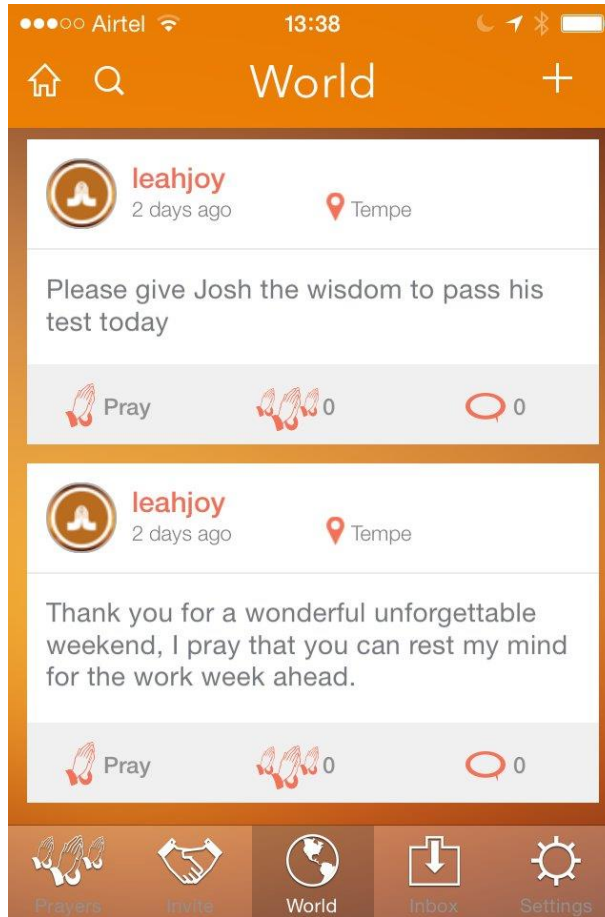 Airtel 13:38
World
leahjoy
2 days ago Tempe
Please give Josh the wisdom to pass his
test today
Pray 0 0
leahjoy
2 days ago Tempe
Thank you for a wonderful unforgettable
weekend, I pray that you can rest my mind
for the work week ahead.
Pray 0 0
Prayers Invite World Inbox Settings